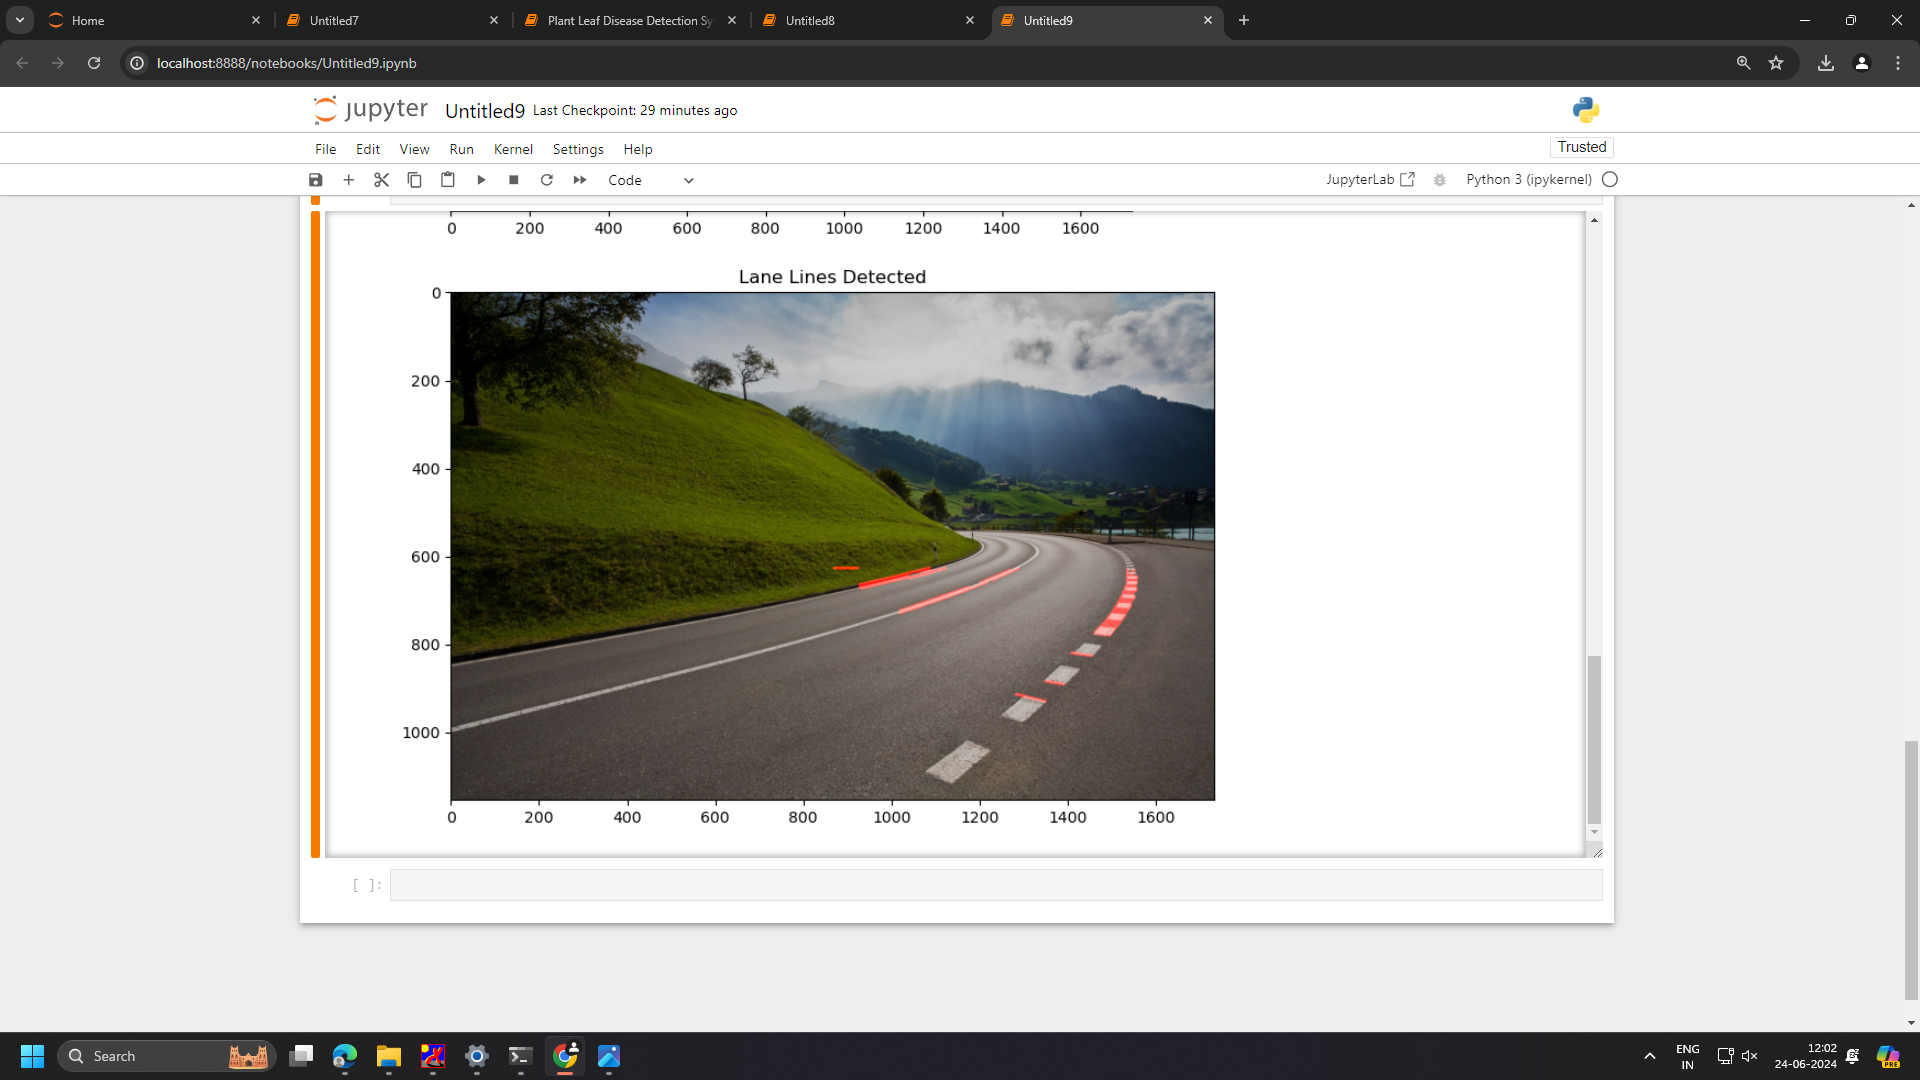 Home
Untitled7
Plant Leaf Disease Detection Sy
Untitled8
Untitled9
localhost:8888/notebooks/Untitled9.ipynb
jupyter Untitled9 Last Checkpoint: 29 minutes ago
File Edit View Run Kernel Settings Help
Trusted
Code
JupyterLab
Python 3 (ipykernel)
0 200 400 600 800 1000 1200 1400 1600
Lane Lines Detected
0
200
400
600
800
1000
0 200 400 600 800 1000 1200 1400 1600
[ ]:
Search
ENG
IN
12:02
24-06-2024
PRE